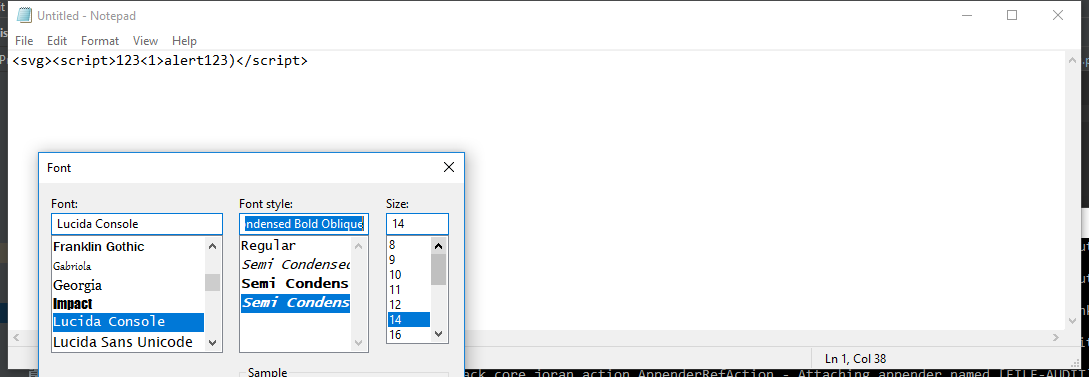 Untitled - Notepad
File Edit Format View Help
<svg><script>123<1>alert123)</script>
Font
Font: Font style: Size:
Lucida Console ndensed Bold Oblique 14
Franklin Gothic
Gabriola
Georgia
Impact
Lucida Console
Lucida Sans Unicode
Regular
Semi Condensed
Semi Condens
Semi Condens
8
9
10
11
12
14
16
Sample
Ln 1, Col 38
ack.core.joran.action.AppenderRefAction - Attaching appender named [FILE-AUDIT